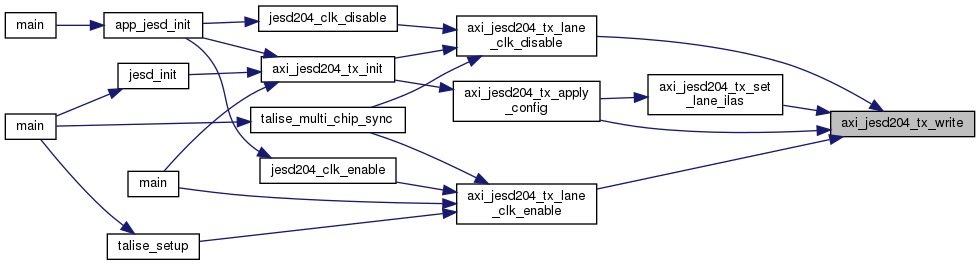 main
app_jesd_init
jesd204_clk_disable
axi_jesd204_tx_lane
_clk_disable
jesd_init
axi_jesd204_tx_init
main
talise_multi_chip_sync
axi_jesd204_tx_apply
_config
axi_jesd204_tx_set
_lane_ilas
axi_jesd204_tx_write
main
jesd204_clk_enable
axi_jesd204_tx_lane
_clk_enable
talise_setup